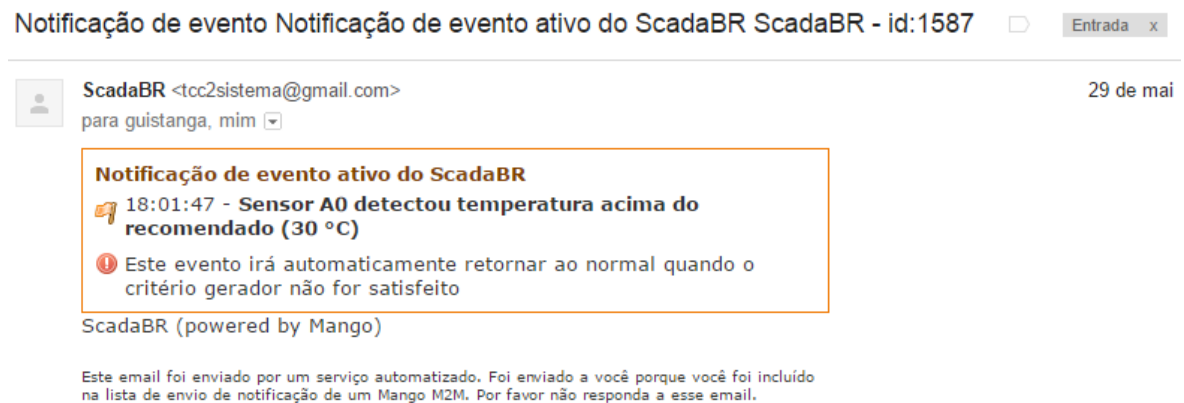 Notificação de evento Notificação de evento ativo do ScadaBR ScadaBR - id:1587 Entrada x
ScadaBR <tcc2sistema@gmail.com> 29 de mai
para guistanga, mim
Notificação de evento ativo do ScadaBR
18:01:47 - Sensor A0 detectou temperatura acima do
recomendado (30 °C)
Este evento irá automaticamente retornar ao normal quando o
critério gerador não for satisfeito
ScadaBR (powered by Mango)
Este email foi enviado por um serviço automatizado. Foi enviado a você porque você foi incluído
na lista de envio de notificação de um Mango M2M. Por favor não responda a esse email.